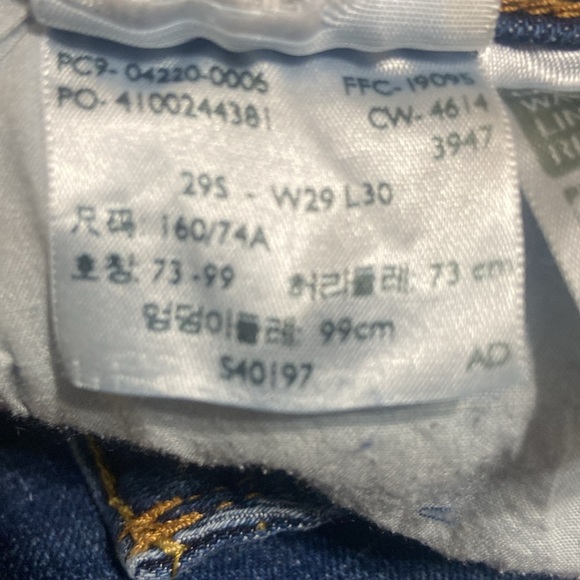 PC9-04220-0006 FFC-19095
PO-4100244381 CW-4614
3947
29S - W29 L30
尺码: 160/74A
호칭: 73-99 허리둘레: 73 cm
엉덩이둘레: 99cm
S40197 AD